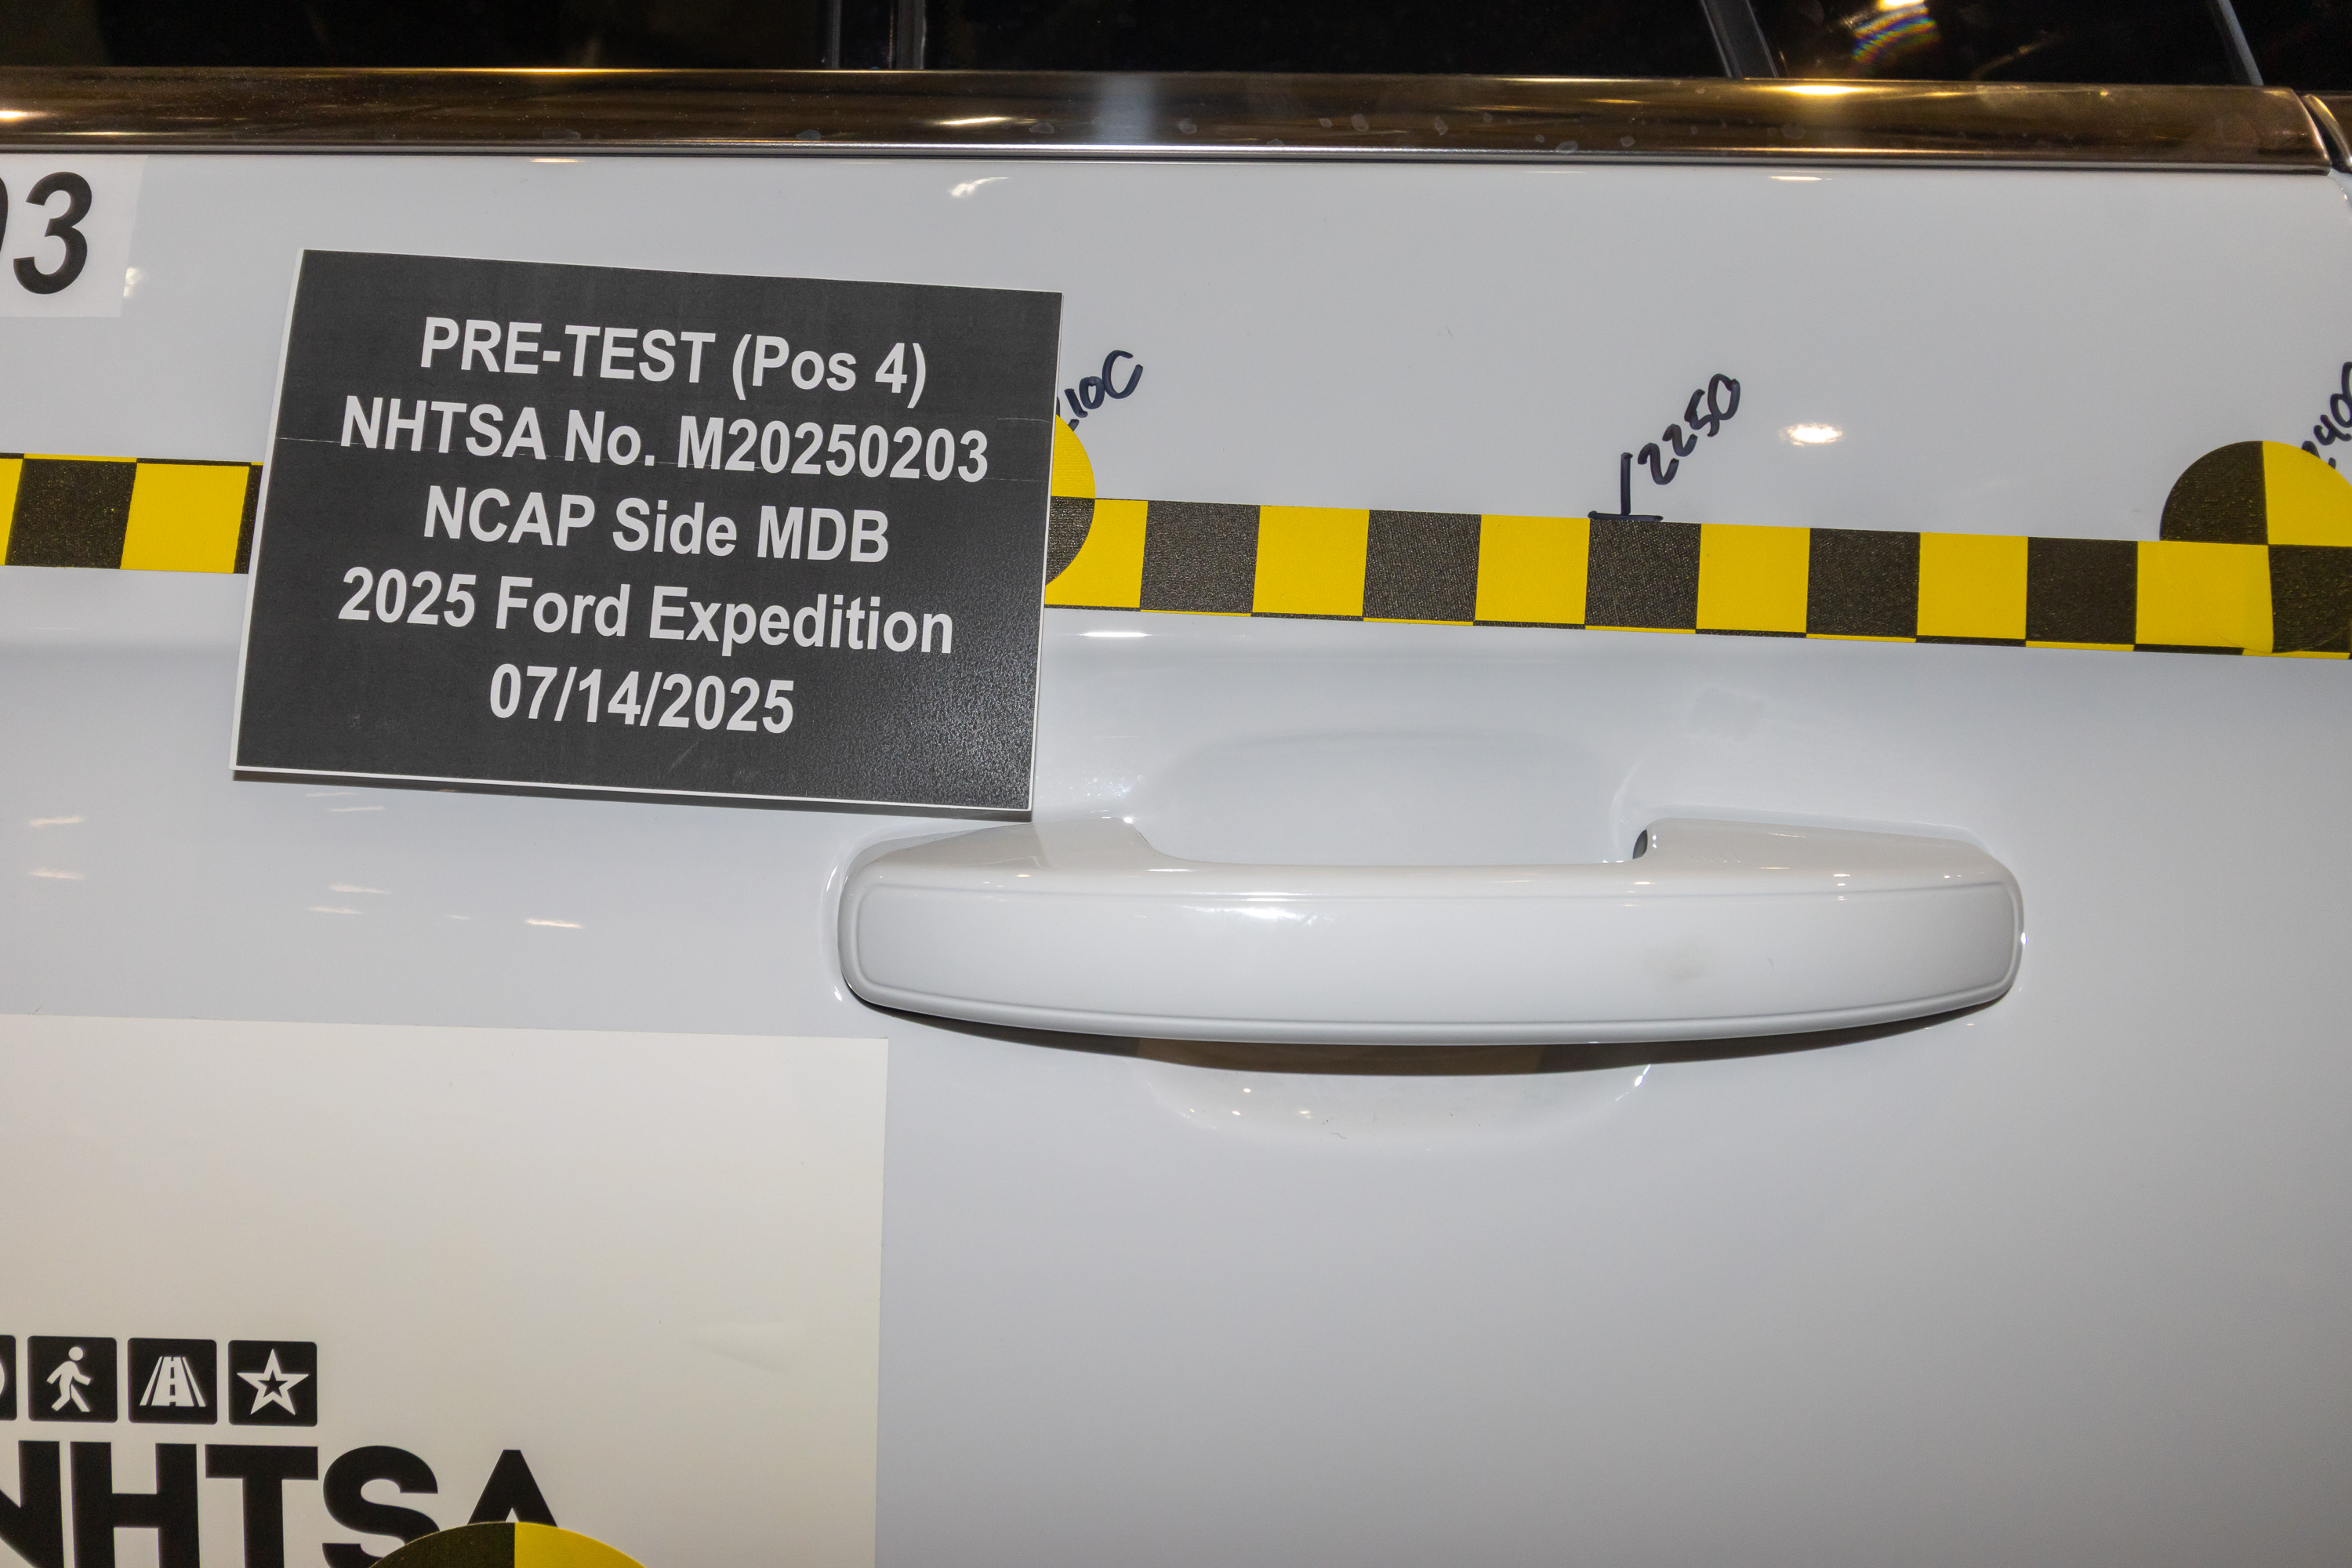 03
PRE-TEST (Pos 4)
NHTSA No. M20250203
NCAP Side MDB
2025 Ford Expedition
07/14/2025
2250
NHTSA